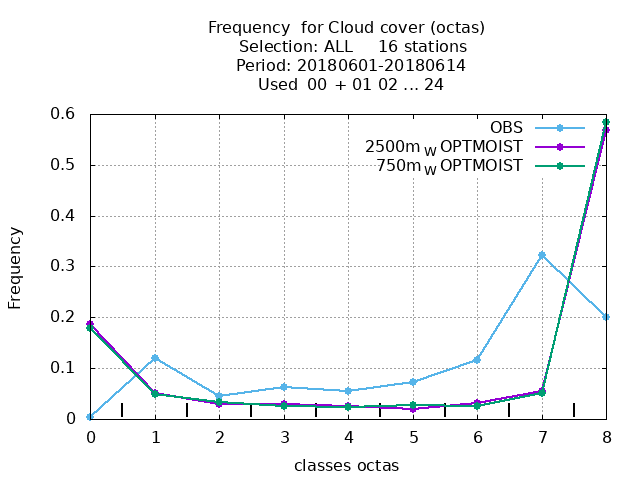 Frequency  for Cloud cover (octas)
Selection: ALL     16 stations
Period: 20180601-20180614
Used  00 + 01 02 ... 24
OBS
2500m W OPTMOIST
750m W OPTMOIST
0.6
0.5
0.4
0.3
0.2
0.1
0
Frequency
0 1 2 3 4 5 6 7 8
classes octas